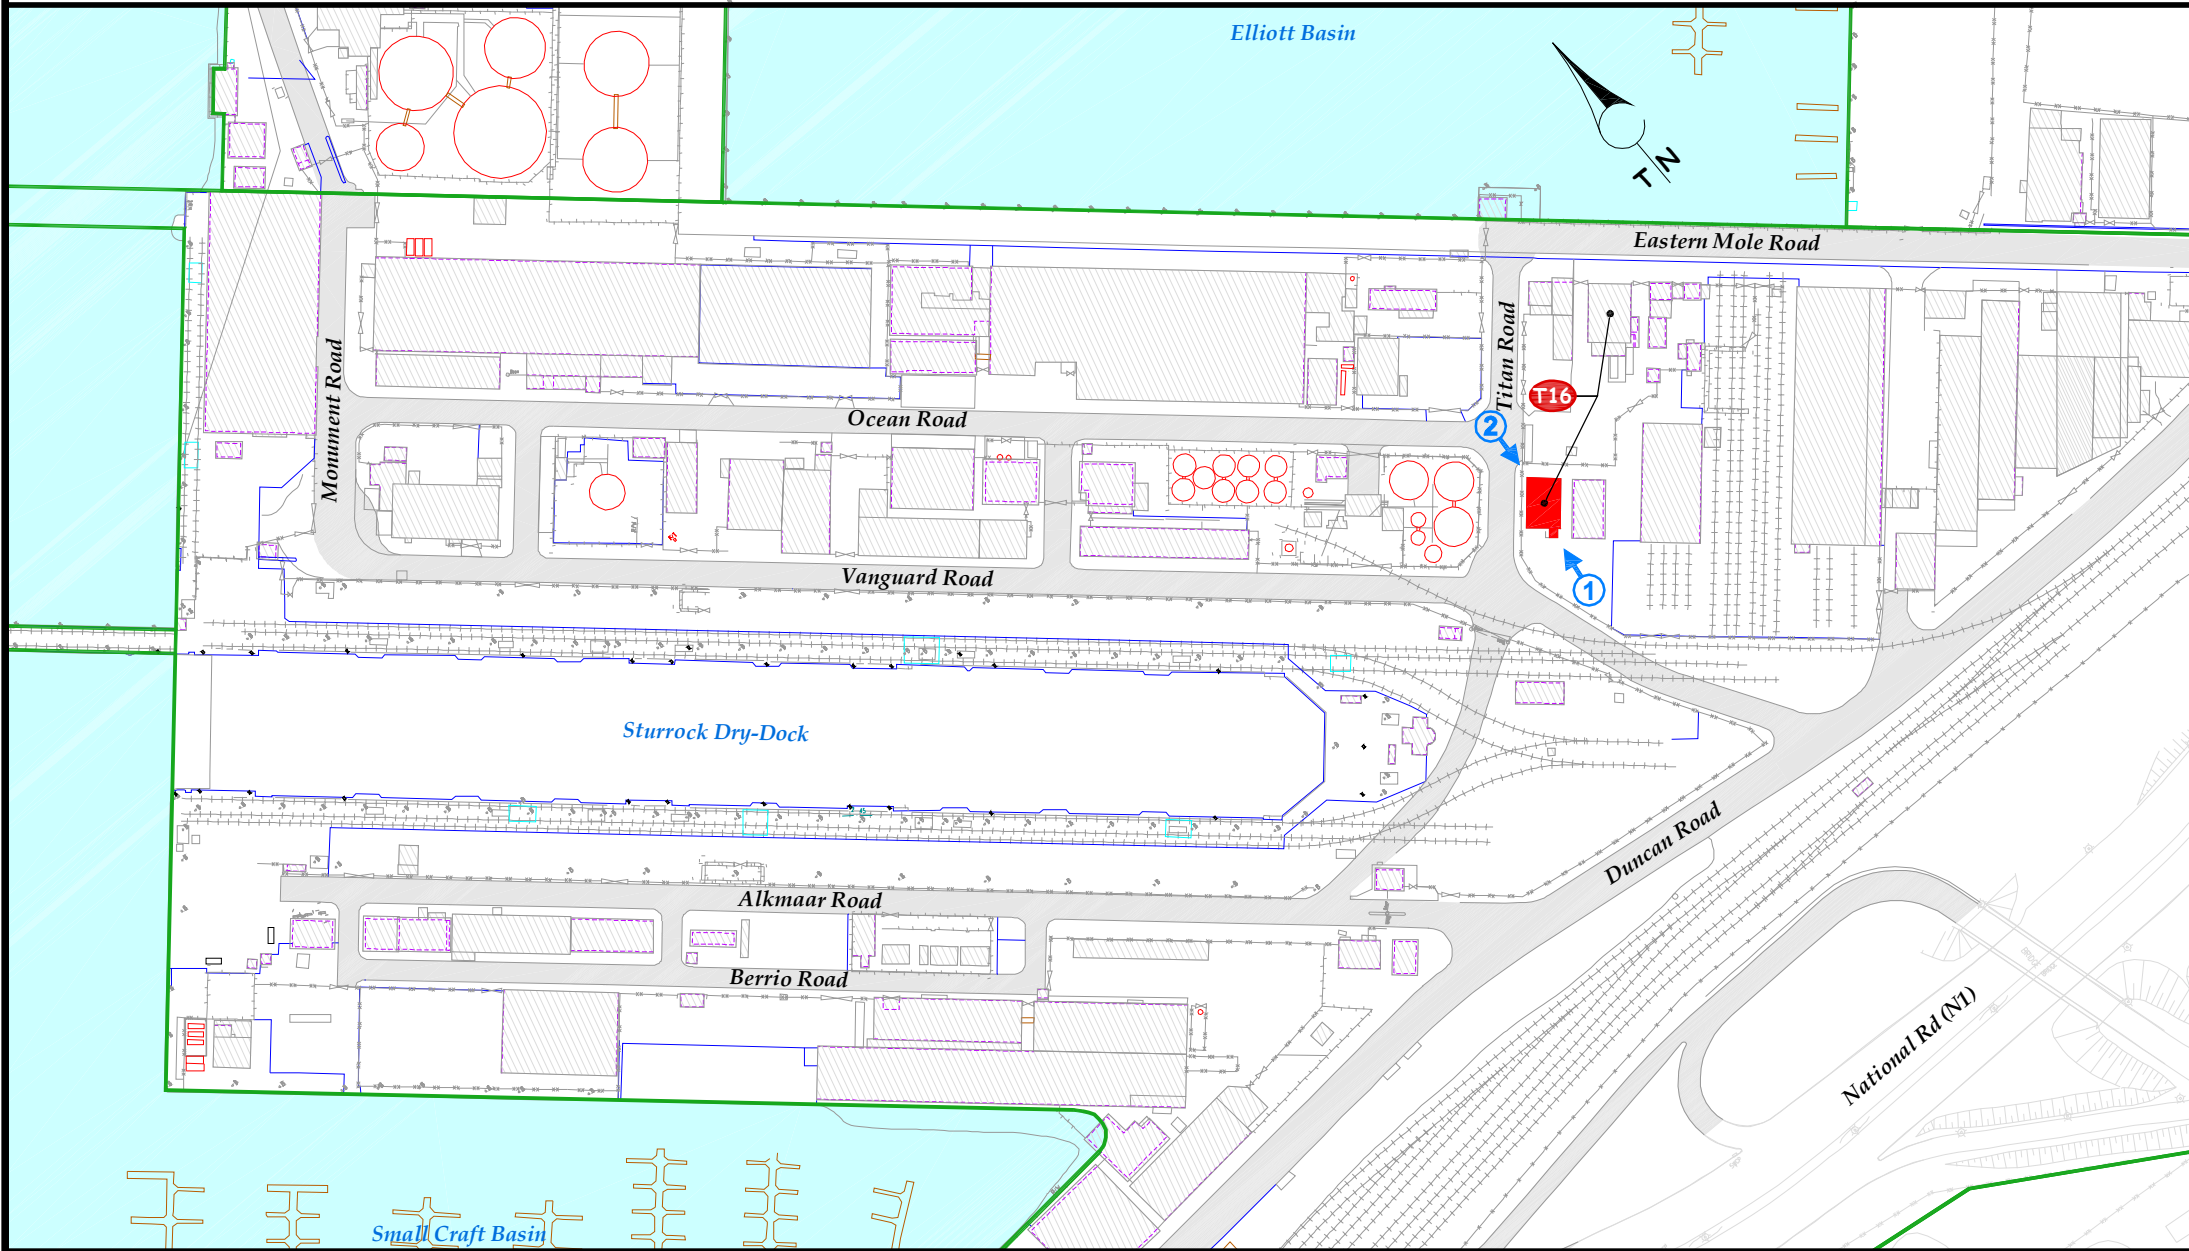 Elliott Basin
T N
Eastern Mole Road
Titan Road
Monument Road
T16
Ocean Road
2
Vanguard Road
1
Sturrock Dry-Dock
Duncan Road
Alkmaar Road
Berrio Road
National Rd (N1)
Small Craft Basin